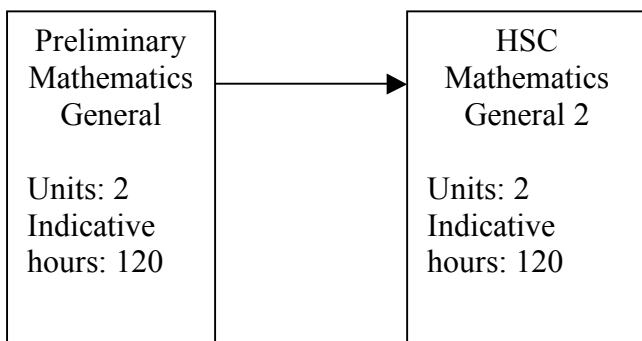 Preliminary
Mathematics
General
Units: 2
Indicative
hours: 120
HSC
Mathematics
General 2
Units: 2
Indicative
hours: 120